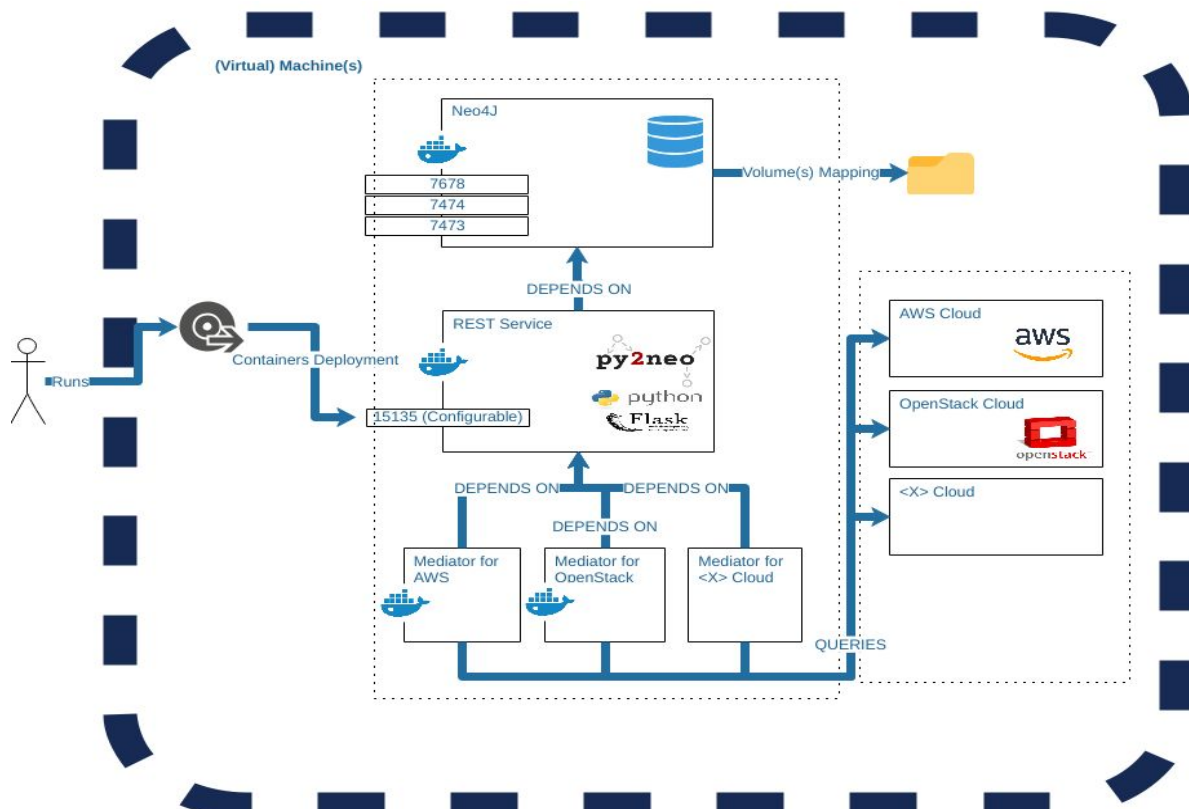 (Virtual) Machine(s)
Neo4J
7678
7474
7473
Volume(s) Mapping
DEPENDS ON
REST Service
py2neo
python
Flask
15135 (Configurable)
Runs
Containers Deployment
DEPENDS ON
DEPENDS ON
DEPENDS ON
Mediator for
AWS
Mediator for
OpenStack
Mediator for
<X> Cloud
QUERIES
AWS Cloud
aws
OpenStack Cloud
openstack
<X> Cloud